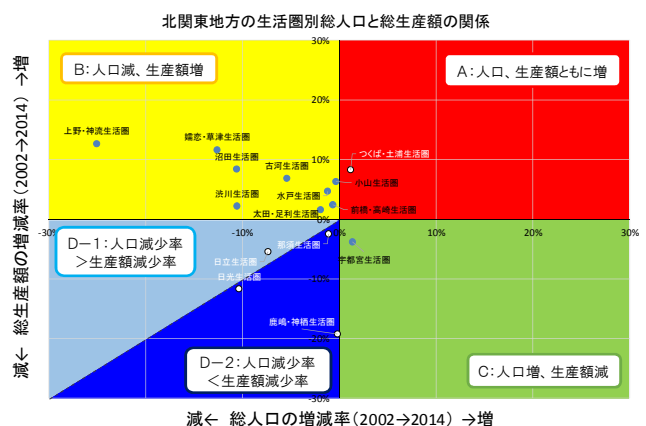 北関東地方の生活圏別総人口と総生産額の関係
30%
B：人口減、生産額増
A：人口、生産額ともに増
20%
上野・神流生活圏
嬬恋・草津生活圏
沼田生活圏
古河生活圏
つくば・土浦生活圏
10%
小山生活圏
渋川生活圏
水戸生活圏
太田・足利生活圏
前橋・高崎生活圏
0%
-30%
-10%
0%
10%
20%
30%
D－1：人口減少率
＞生産額減少率
那須生活圏
日立生活圏
宇都宮生活圏
日光生活圏
-10%
鹿嶋・神栖生活圏
-20%
D－2：人口減少率
＜生産額減少率
C：人口増、生産額減
-30%
減← 総生産額の増減率（2002→2014） →増
減← 総人口の増減率（2002→2014） →増